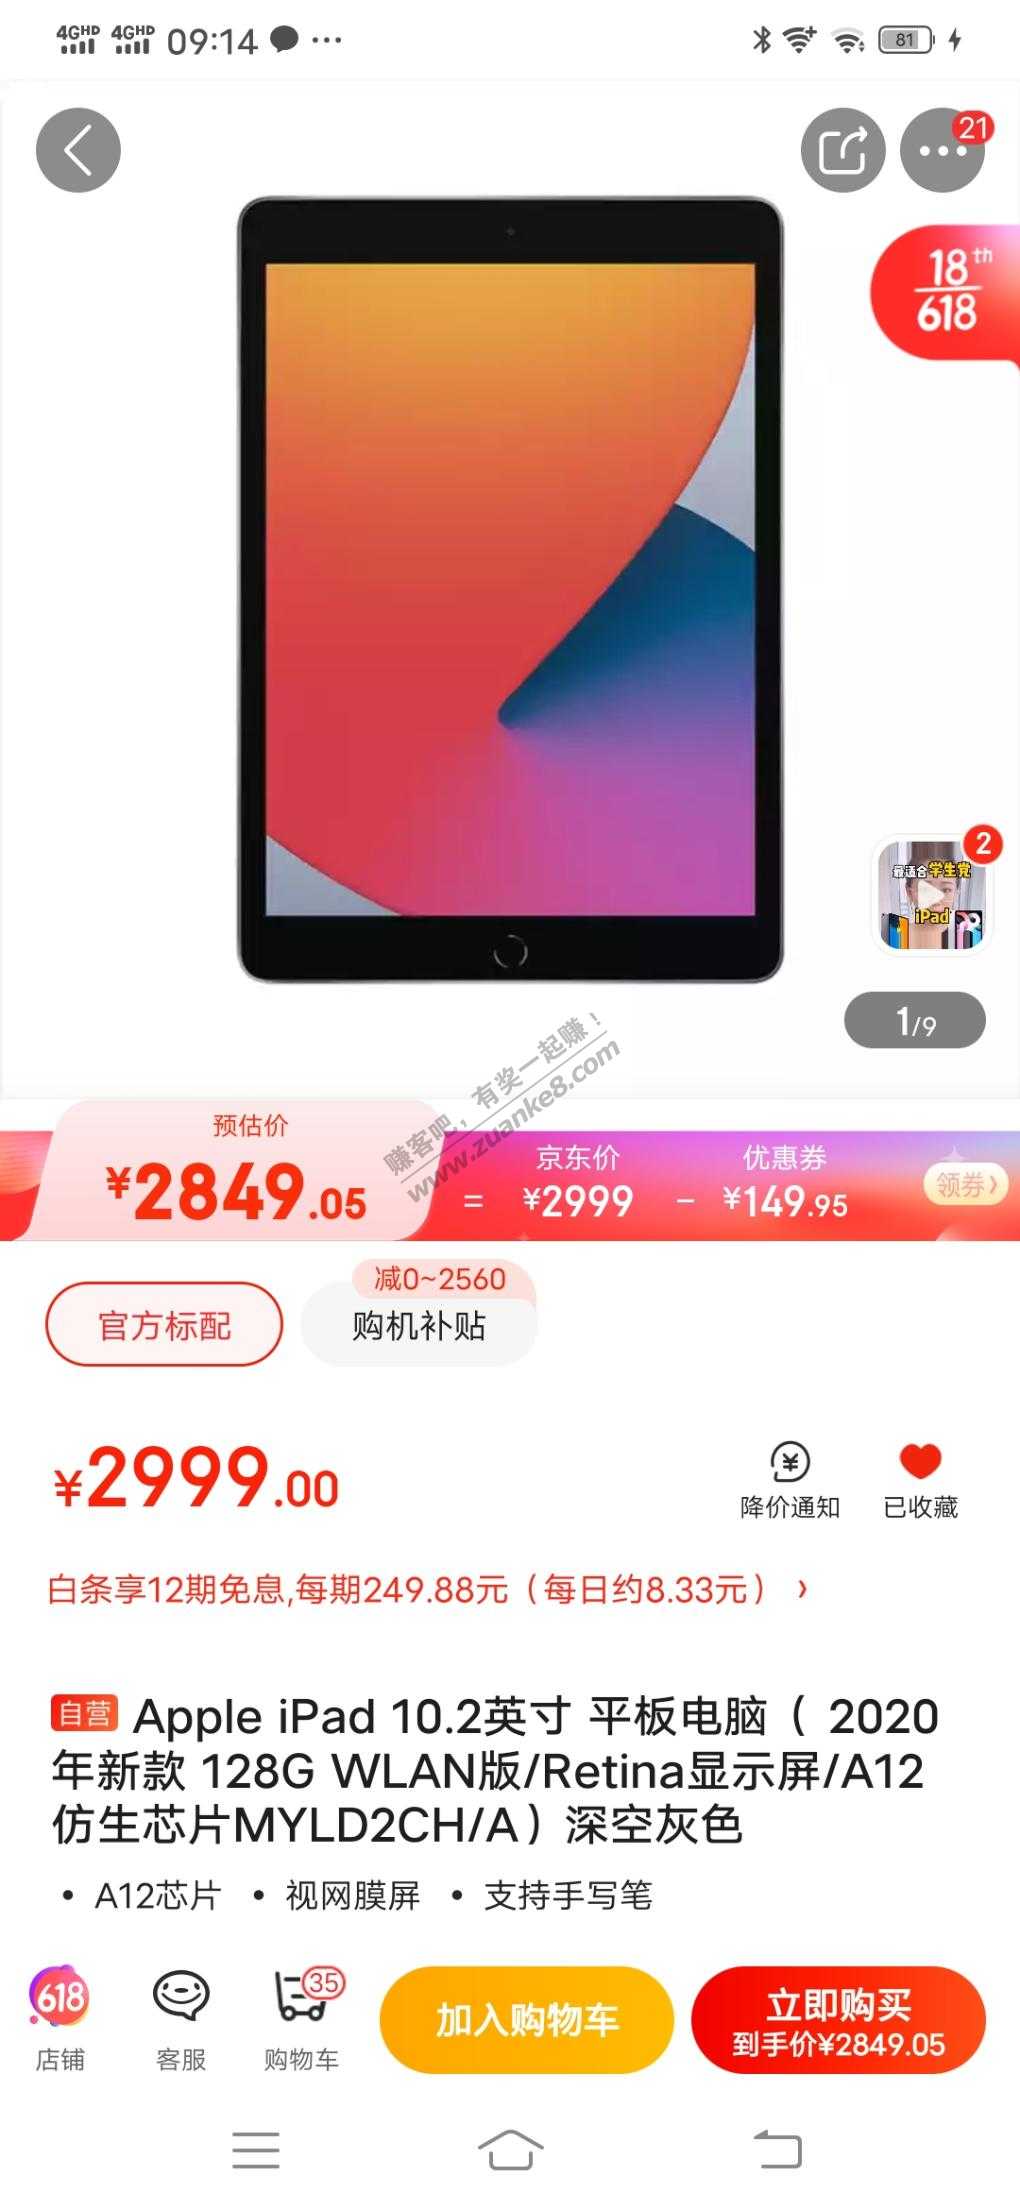 4GHD 4GHD 09:14 81
21
18th
618
最适合学生党
iPad
2
1/9
赚客吧，有奖一起赚！
www.zuanke8.com
预估价
¥2849.05
=
京东价
¥2999
-
优惠券
¥149.95
领券›
减0~2560
官方标配
购机补贴
¥2999.00
降价通知
已收藏
白条享12期免息,每期249.88元（每日约8.33元） ›
自营 Apple iPad 10.2英寸 平板电脑（ 2020
年新款 128G WLAN版/Retina显示屏/A12
仿生芯片MYLD2CH/A）深空灰色
• A12芯片 • 视网膜屏 • 支持手写笔
618
店铺
客服
35
购物车
加入购物车
立即购买
到手价¥2849.05